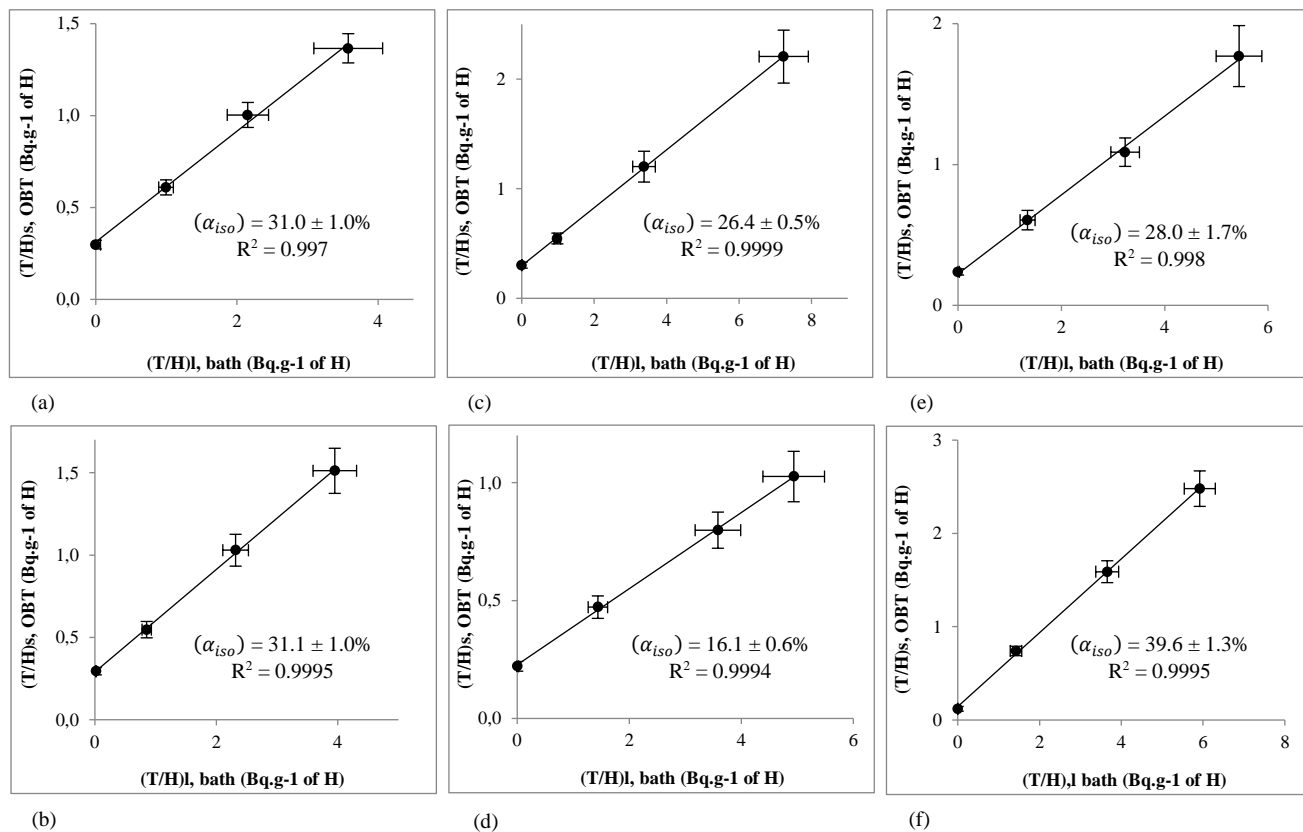 1,5
1,0
0,5
0,0
0
2
4
(T/H)s, OBT (Bq.g-1 of H)
(α_iso) = 31.0 ± 1.0%
R² = 0.997
(T/H)l, bath (Bq.g-1 of H)
(a)
2
1
0
0
2
4
6
8
(T/H)s, OBT (Bq.g-1 of H)
(α_iso) = 26.4 ± 0.5%
R² = 0.9999
(T/H)l, bath (Bq.g-1 of H)
(c)
2
1
0
0
2
4
6
(T/H)s, OBT (Bq.g-1 of H)
(α_iso) = 28.0 ± 1.7%
R² = 0.998
(T/H)l, bath (Bq.g-1 of H)
(e)
1,5
1,0
0,5
0,0
0
2
4
(T/H)s, OBT (Bq.g-1 of H)
(α_iso) = 31.1 ± 1.0%
R² = 0.9995
(T/H)l, bath (Bq.g-1 of H)
(b)
1,0
0,5
0,0
0
2
4
6
(T/H)s, OBT (Bq.g-1 of H)
(α_iso) = 16.1 ± 0.6%
R² = 0.9994
(T/H)l, bath (Bq.g-1 of H)
(d)
3
2
1
0
0
2
4
6
8
(T/H)s, OBT (Bq.g-1 of H)
(α_iso) = 39.6 ± 1.3%
R² = 0.9995
(T/H),l bath (Bq.g-1 of H)
(f)